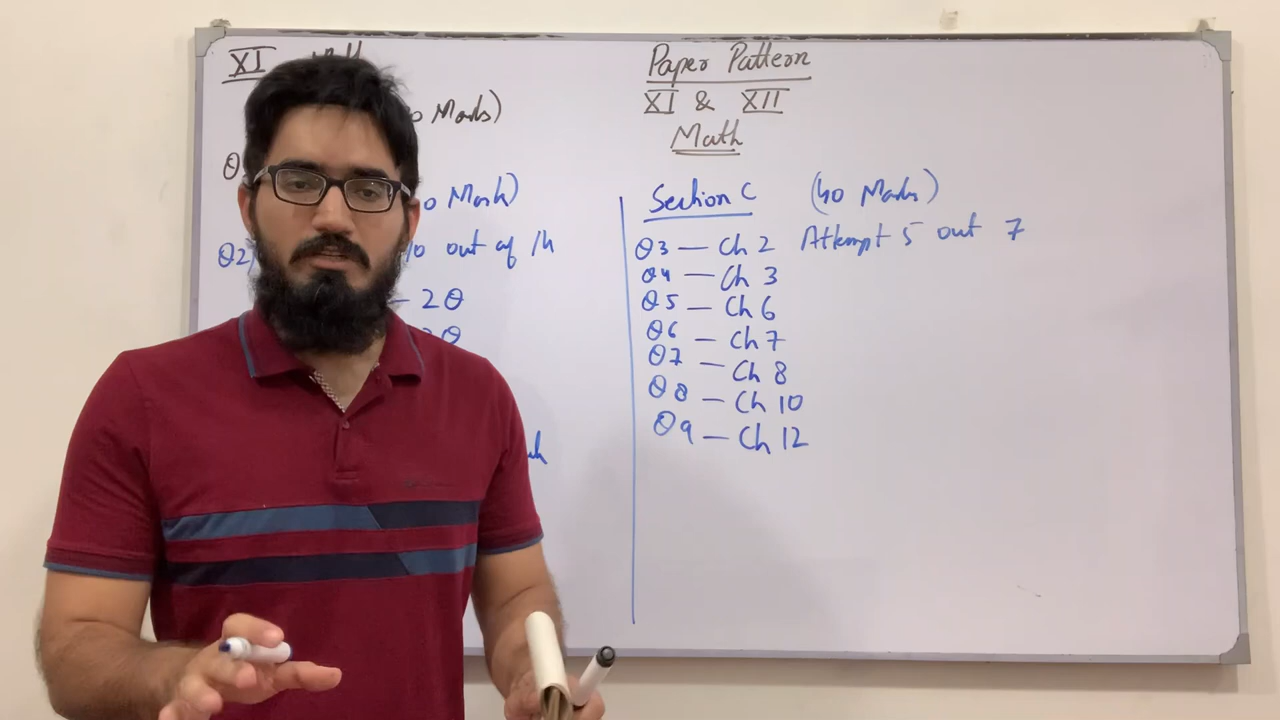 Paper Pattern
XI & XII
Math
XI
Marks)
Mark)
Q2
10 out of 14
- 2Q
Section C (40 Marks)
Q3 — Ch 2 Attempt 5 out 7
Q4 — Ch 3
Q5 — Ch 6
Q6 — Ch 7
Q7 — Ch 8
Q8 — Ch 10
Q9 — Ch 12